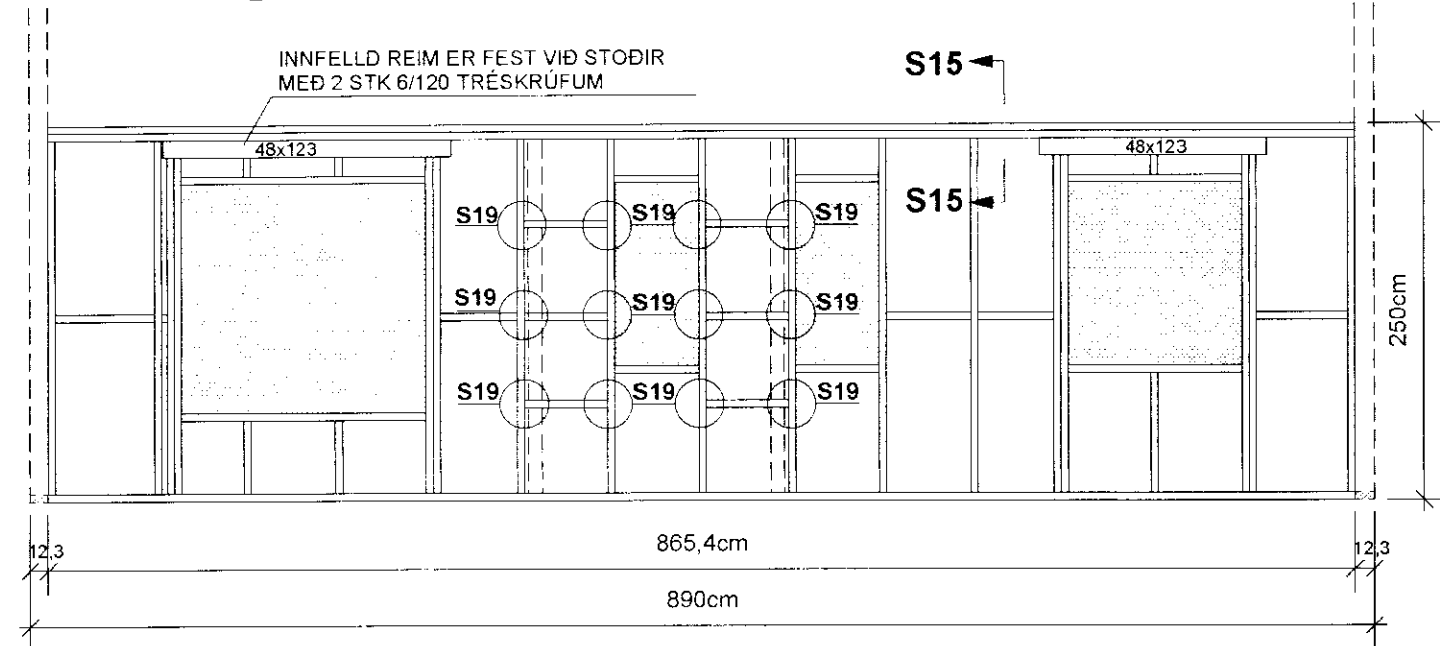 INNFELLD REIM ER FEST VIÐ STOÐIR
MEÐ 2 STK 6/120 TRÉSKRÚFUM
S15
48x123
48x123
S15
S19
S19
S19
S19
S19
S19
S19
S19
S19
250cm
865,4cm
12,3
12,3
890cm